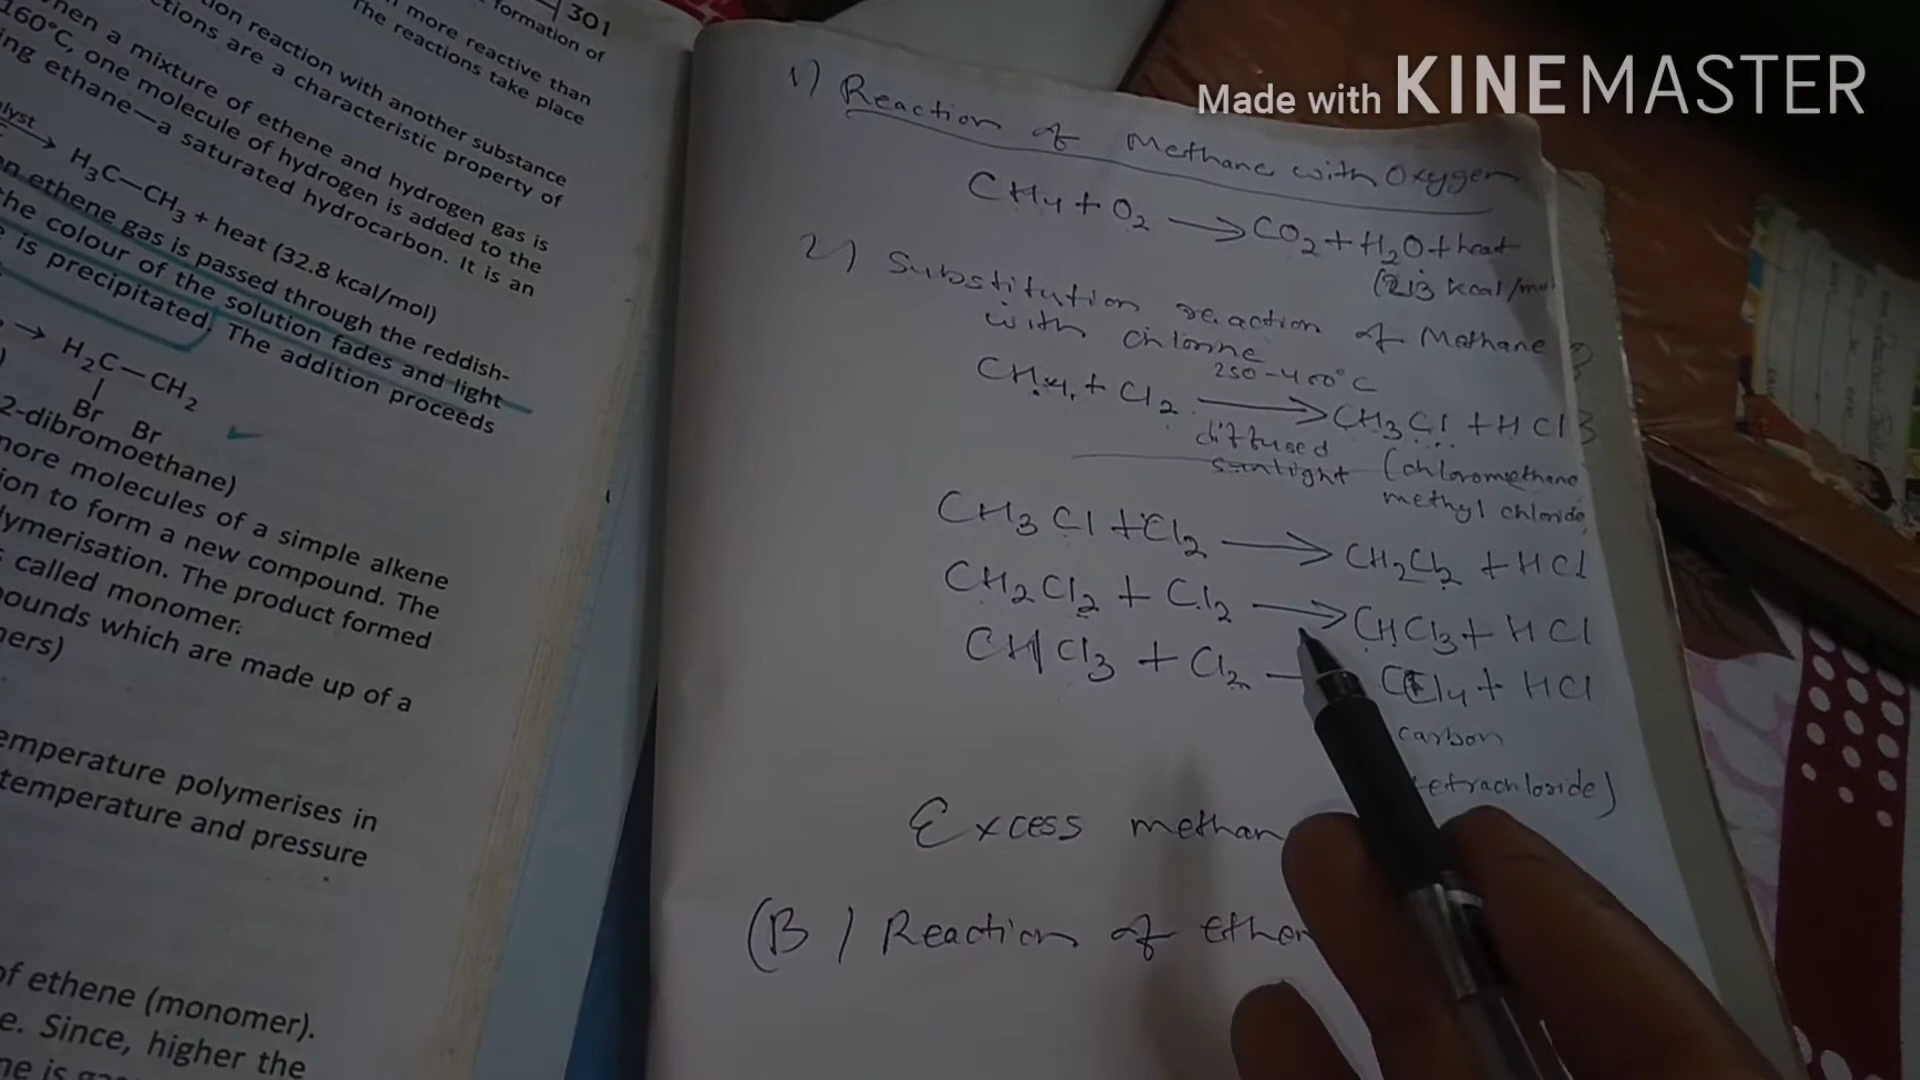 301
formation of
more reactive than
The reactions take place
ion reaction with another substance
ctions are a characteristic property of
hen a mixture of ethene and hydrogen gas is
160°C, one molecule of hydrogen is added to the
ing ethane—a saturated hydrocarbon. It is an
alyst
H3C—CH3 + heat (32.8 kcal/mol)
en ethene gas is passed through the reddish-
the colour of the solution fades and light
is precipitated. The addition proceeds
→ H2C—CH2
Br Br
2-dibromoethane)
more molecules of a simple alkene
ion to form a new compound. The
lymerisation. The product formed
called monomer.
pounds which are made up of a
mers)
emperature polymerises in
temperature and pressure
of ethene (monomer).
e. Since, higher the
Made with KINEMASTER
1) Reaction of Methane with Oxygen
CH4 + O2 → CO2 + H2O + heat
(213 kcal/mol
2) Substitution reaction of Methane
with chlorine
250-400°C
CH4 + Cl2 → CH3Cl + HCl
diffused
sunlight (chloromethane
methyl chloride
CH3Cl + Cl2 → CH2Cl2 + HCl
CH2Cl2 + Cl2 → CHCl3 + HCl
CHCl3 + Cl2 — CCl4 + HCl
carbon
etrachloride)
Excess methan
(B) Reaction of ethen